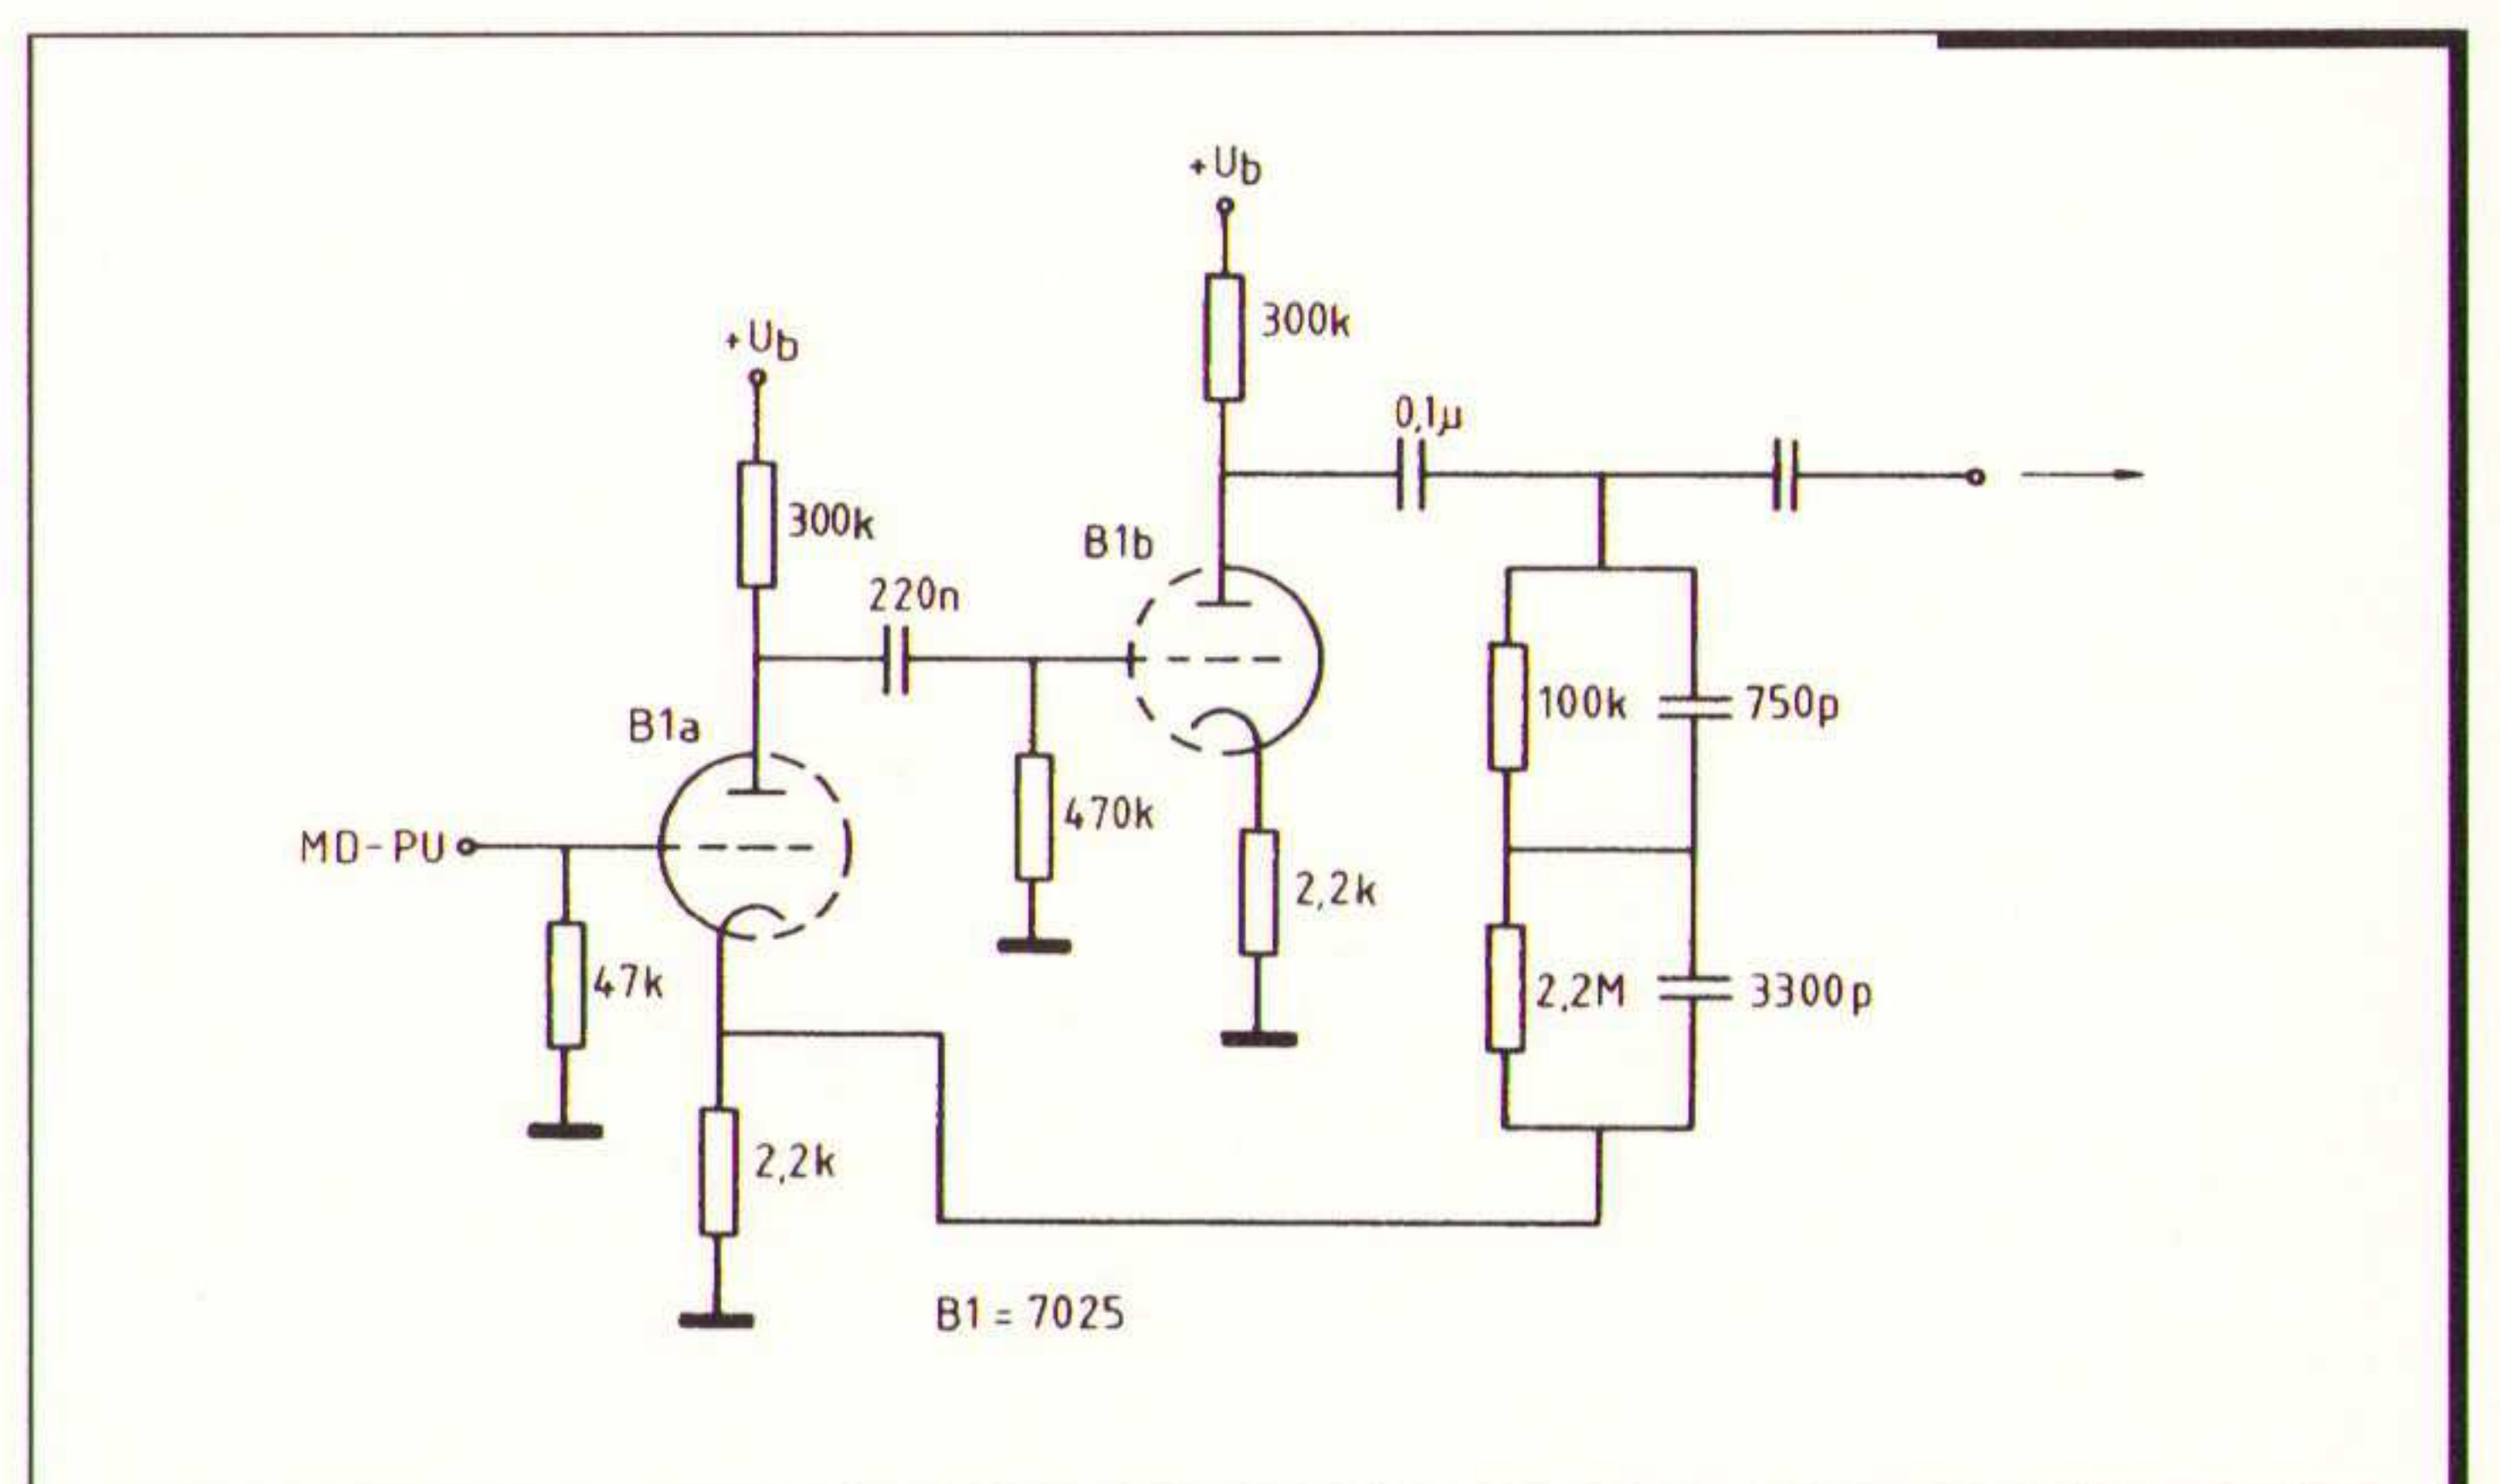 +Ub
300k
+Ub
0,1µ
300k
B1b
220n
B1a
100k
750p
470k
MD-PU
2,2k
47k
2,2M
3300p
2,2k
B1 = 7025